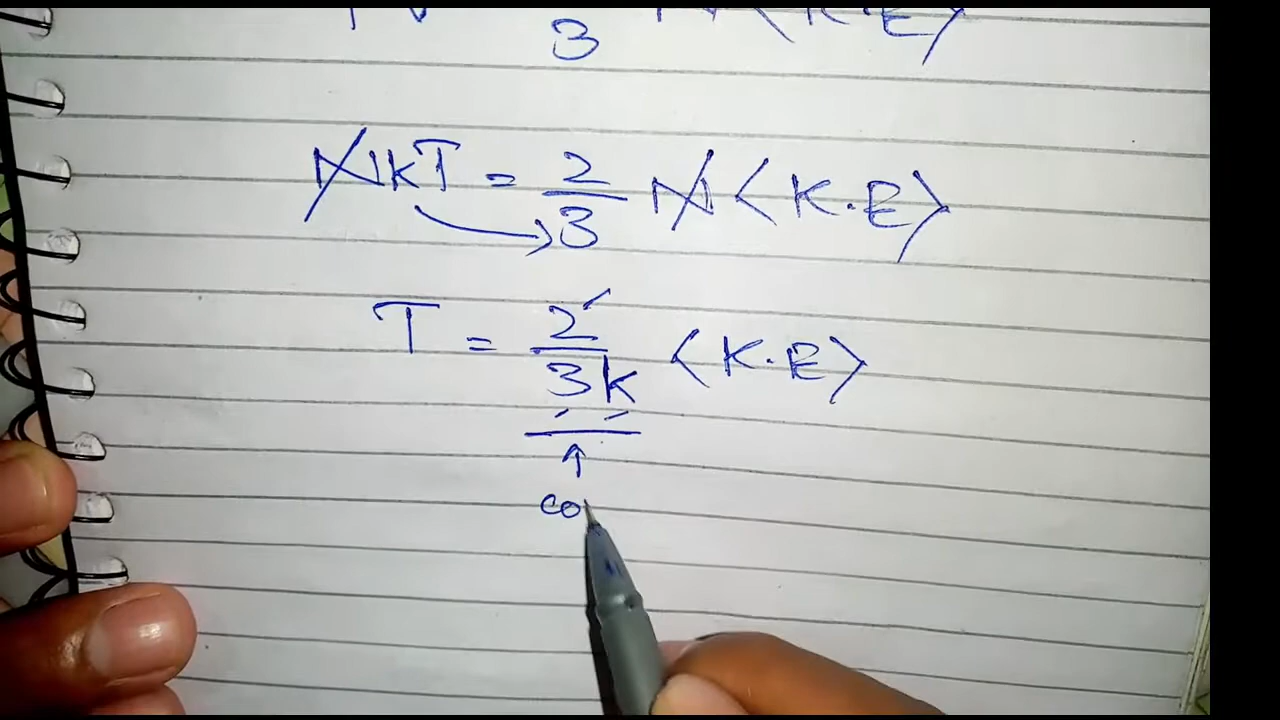 3
NkT = 2/3 N <K.E>
T = 2/3k <K.E>
↑
co